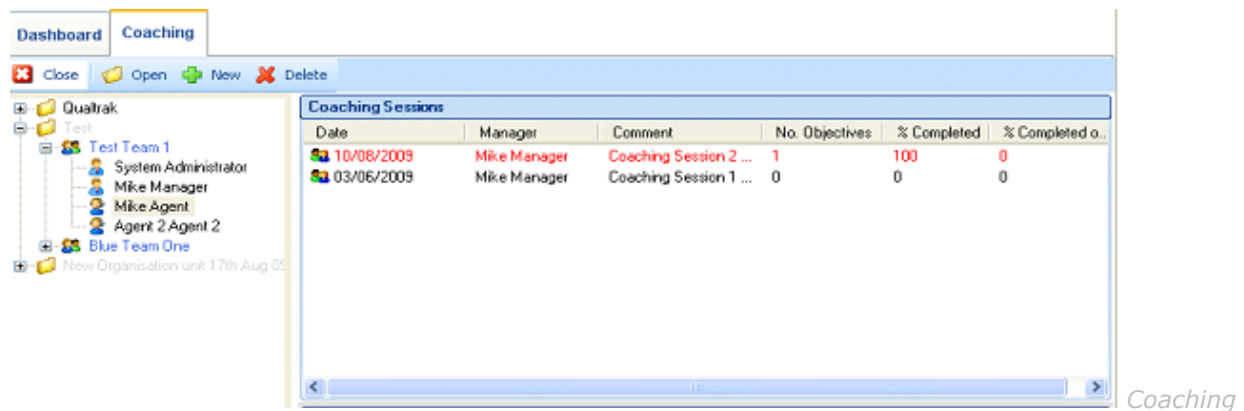 Dashboard Coaching
Close Open New Delete
Qualtrak
Test
Test Team 1
System Administrator
Mike Manager
Mike Agent
Agent 2 Agent 2
Blue Team One
New Organisation unit 17th Aug 09
Coaching Sessions
Date Manager Comment No. Objectives % Completed % Completed o..
10/08/2009 Mike Manager Coaching Session 2 ... 1 100 0
03/06/2009 Mike Manager Coaching Session 1 ... 0 0 0
Coaching